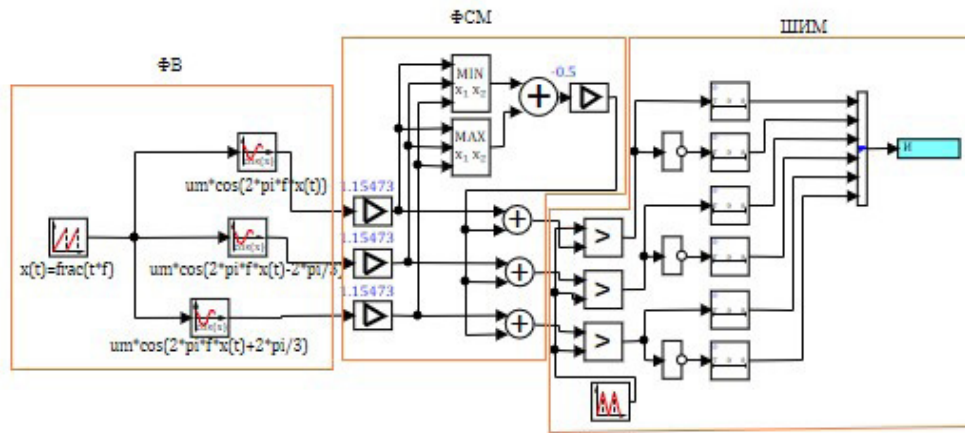 ФСМ
ШИМ
ФВ
-0.5
MIN
x₁ x₂
MAX
x₁ x₂
И
um*cos(2*pi*f*x(t))
1.15473
x(t)=frac(t*f)
um*cos(2*pi*f*x(t)-2*pi/3)
1.15473
1.15473
um*cos(2*pi*f*x(t)+2*pi/3)
>
>
>